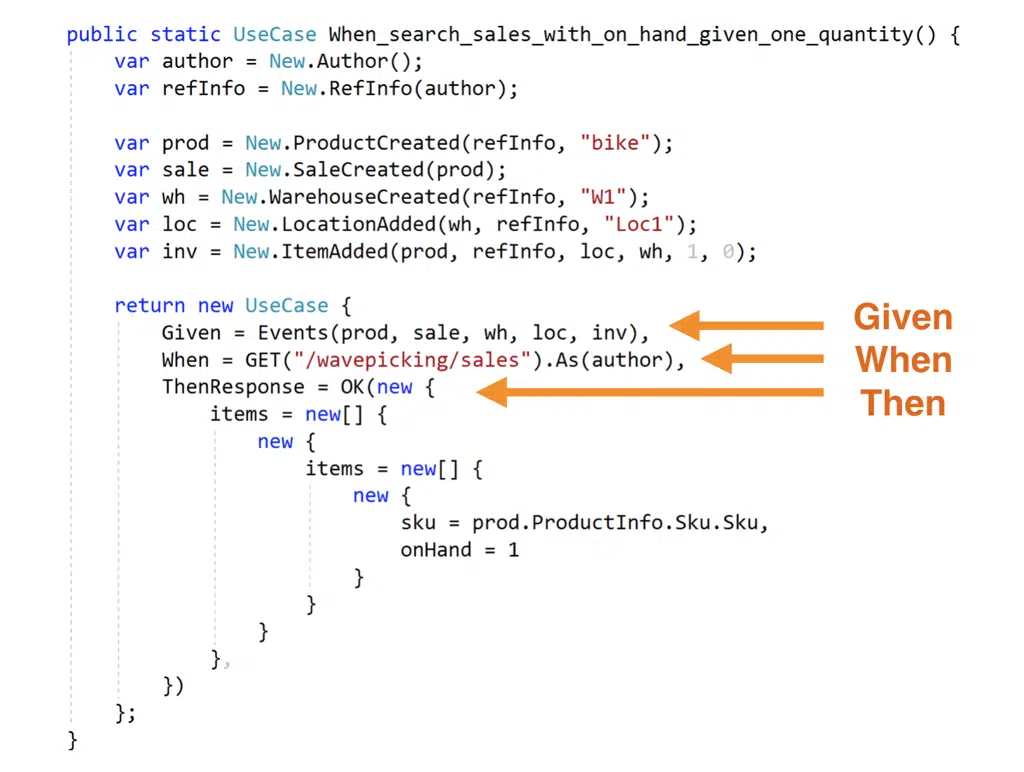 public static UseCase When_search_sales_with_on_hand_given_one_quantity() {
var author = New.Author();
var refInfo = New.RefInfo(author);
var prod = New.ProductCreated(refInfo, "bike");
var sale = New.SaleCreated(prod);
var wh = New.WarehouseCreated(refInfo, "W1");
var loc = New.LocationAdded(wh, refInfo, "Loc1");
var inv = New.ItemAdded(prod, refInfo, loc, wh, 1, 0);
return new UseCase {
Given = Events(prod, sale, wh, loc, inv),
Given
When = GET("/wavepicking/sales").As(author),
When
ThenResponse = OK(new {
Then
items = new[] {
new {
items = new[] {
new {
sku = prod.ProductInfo.Sku.Sku,
onHand = 1
}
}
}
},
})
};
}